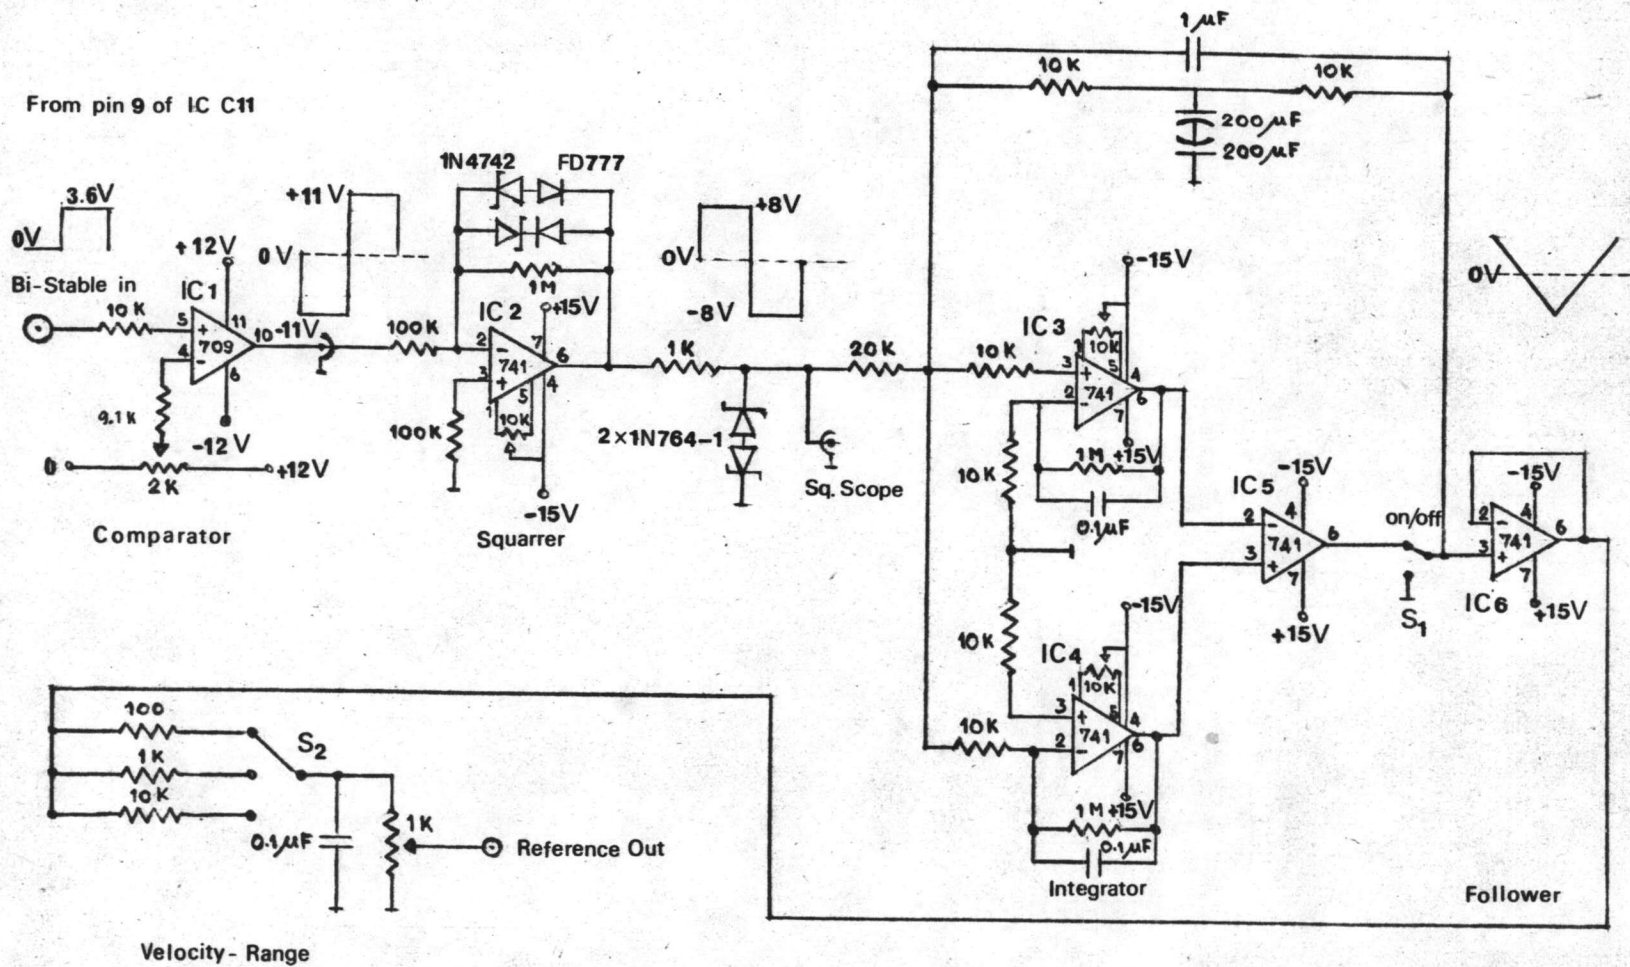 From pin 9 of IC C11
0V
3.6V
Bi-Stable in
10K
IC1
+12V
5
+
709
4
-
11
10
6
-12V
9.1K
0
2K
+12V
Comparator
+11V
0V
-11V
100K
1N4742
FD777
1M
IC2
+15V
2
-
741
3
+
7
6
4
5
1
10K
100K
-15V
Squarrer
+8V
0V
-8V
1K
2×1N764-1
Sq. Scope
20K
1µF
10K
10K
200µF
200µF
10K
IC3
-15V
1
10K
5
3
+
741
2
-
4
6
7
+15V
1M
0.1µF
10K
10K
IC4
-15V
1
10K
5
3
+
741
2
-
4
6
7
10K
1M
+15V
0.1µF
Integrator
IC5
-15V
2
-
4
741
3
+
6
7
+15V
on/off
S1
0V
-15V
2
-
4
741
3
+
6
7
IC6
+15V
Follower
100
1K
10K
S2
0.1µF
1K
Reference Out
Velocity-Range